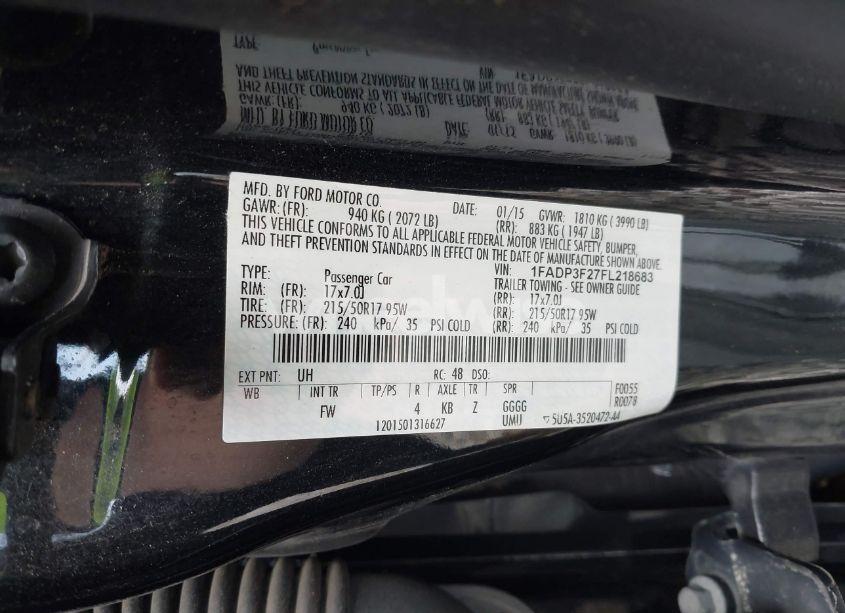 MFD. BY FORD MOTOR CO. DATE: 01/15 GVWR: 1810 KG ( 3990 LB)
GAWR: (FR): 940 KG ( 2072 LB) (RR): 883 KG ( 1947 LB)
THIS VEHICLE CONFORMS TO ALL APPLICABLE FEDERAL MOTOR VEHICLE SAFETY, BUMPER,
AND THEFT PREVENTION STANDARDS IN EFFECT ON THE DATE OF MANUFACTURE SHOWN ABOVE.
VIN: 1FADP3F27FL218683
TYPE: Passenger Car TRAILER TOWING - SEE OWNER GUIDE
RIM: (FR): 17x7.0J (RR): 17x7.0J
TIRE: (FR): 215/50R17 95W (RR): 215/50R17 95W
PRESSURE: (FR): 240 kPa/ 35 PSI COLD (RR): 240 kPa/ 35 PSI COLD
EXT PNT: UH RC: 48 DSO: F0055
WB INT TR TP/PS R AXLE TR SPR R0078
FW 4 KB Z GGGG
1201501316627 UMU 5U5A-3520472-44